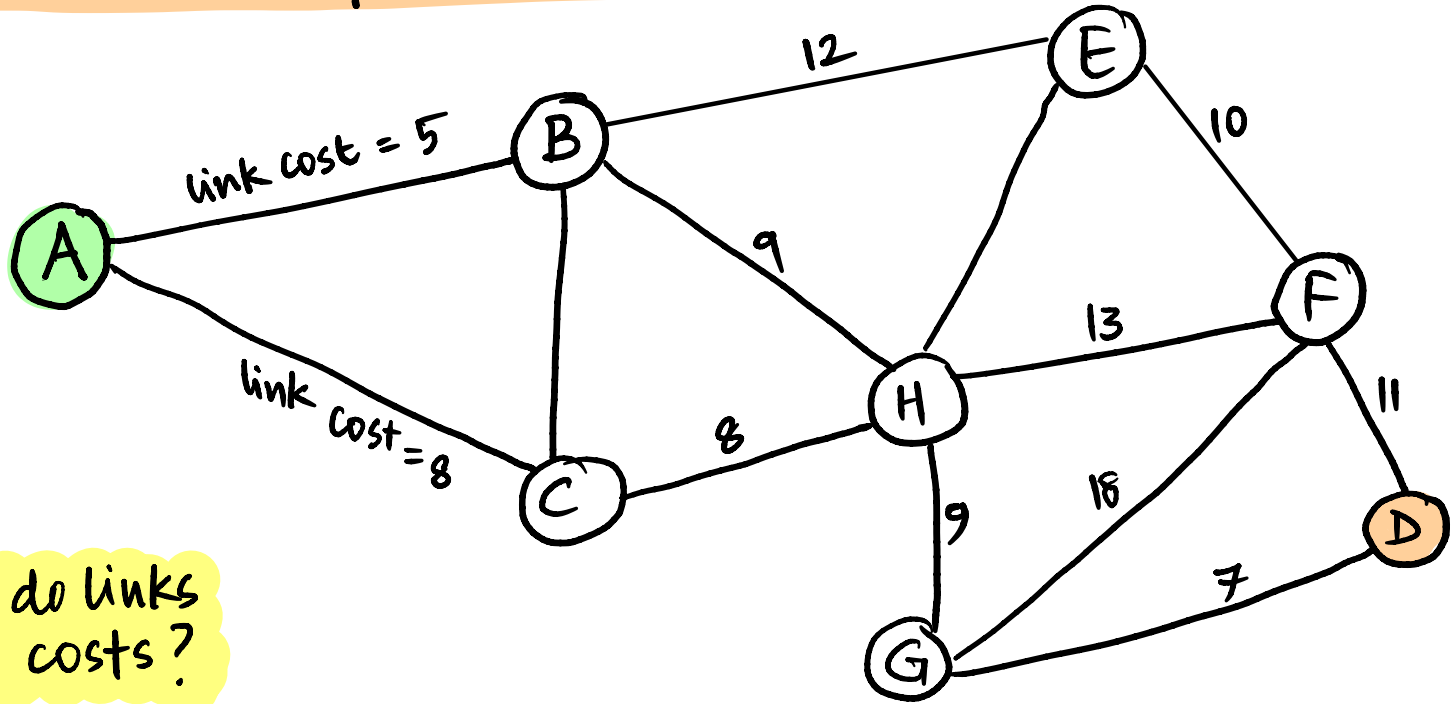 12
E
link cost = 5
B
10
A
9
F
13
link cost = 8
H
11
8
C
18
9
D
do links
costs?
7
G